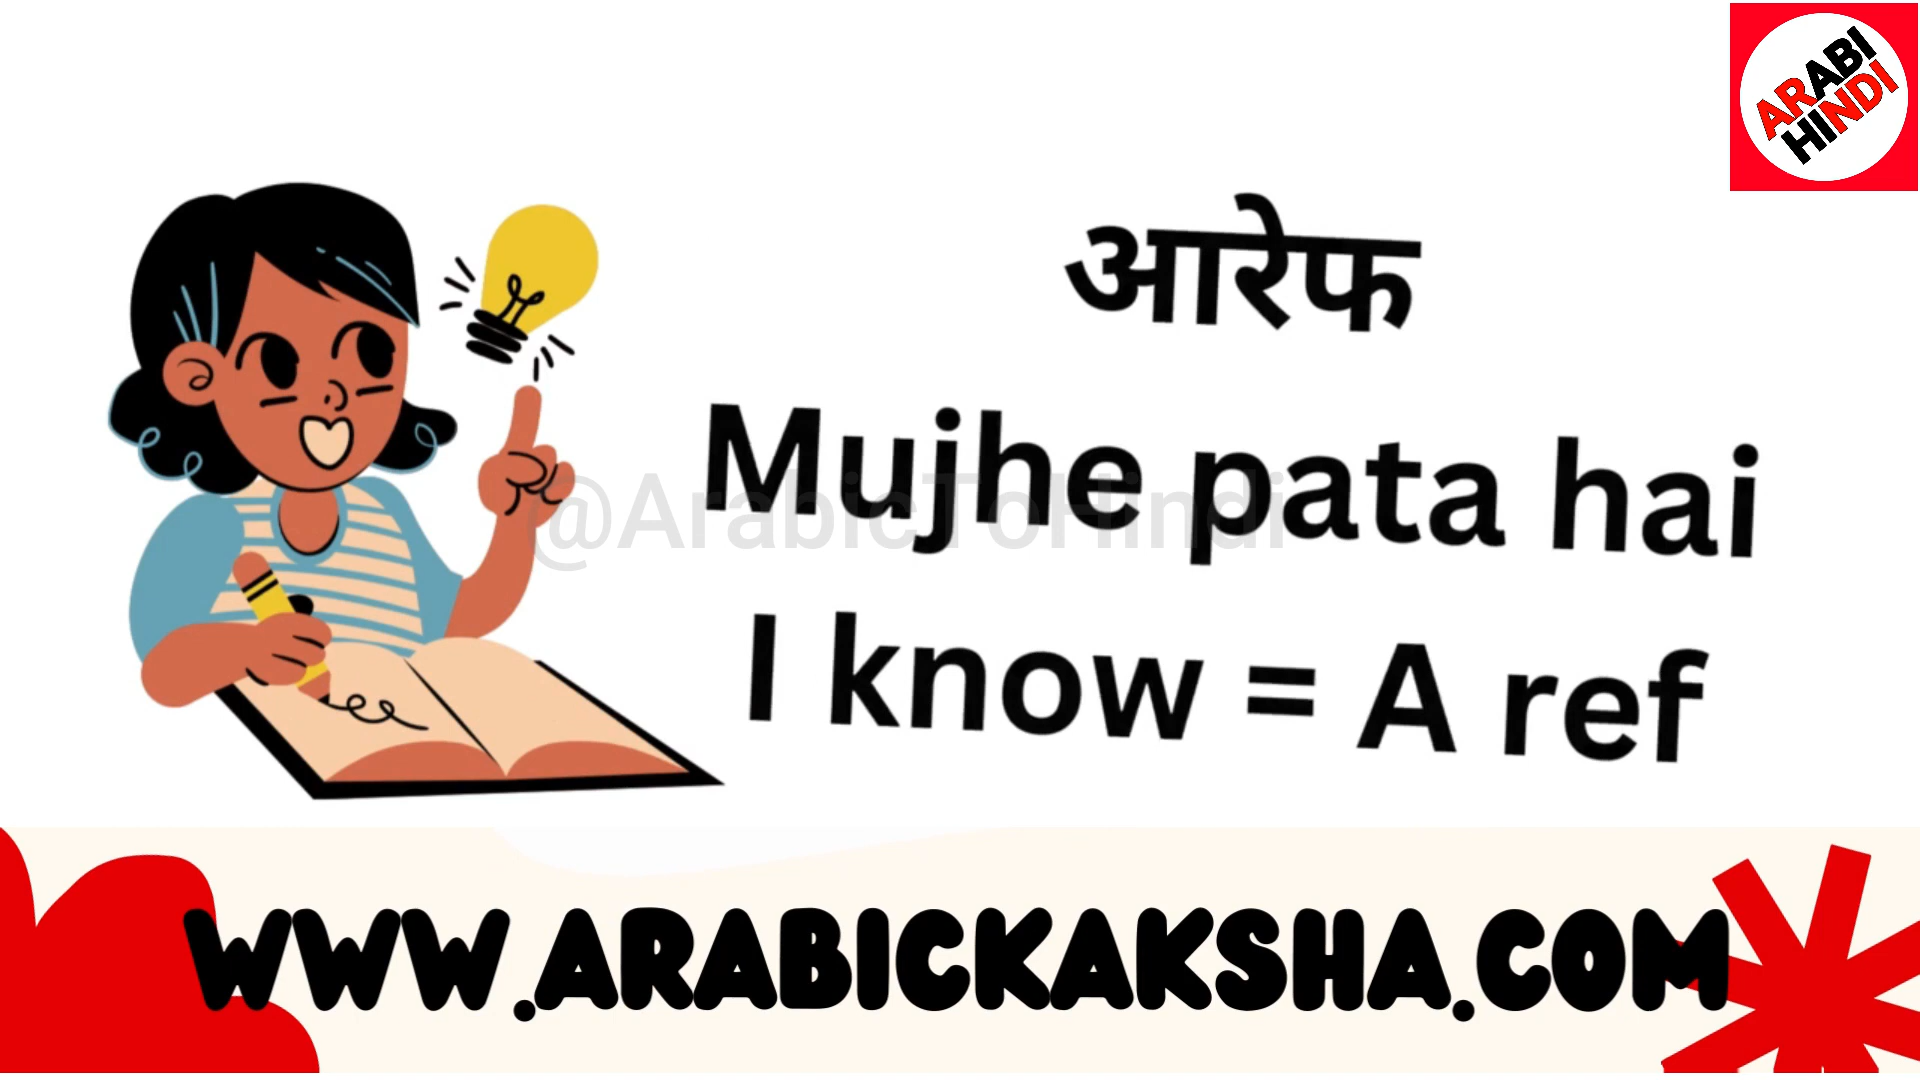 ARABI
HINDI
आरेफ
Mujhe pata hai
@ArabicToHindi
I know = A ref
WWW.ARABICKAKSHA.COM